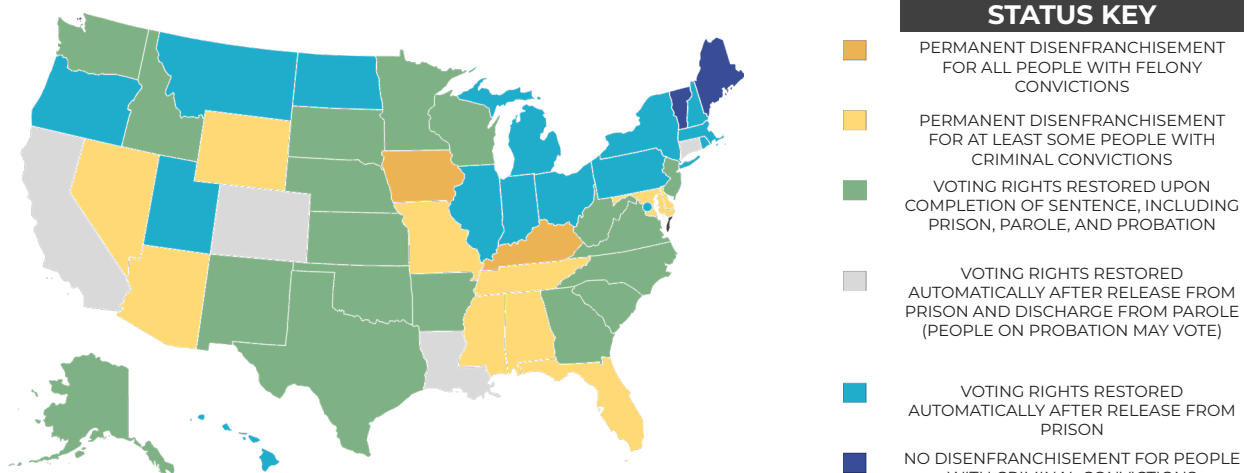 STATUS KEY
PERMANENT DISENFRANCHISEMENT
FOR ALL PEOPLE WITH FELONY
CONVICTIONS
PERMANENT DISENFRANCHISEMENT
FOR AT LEAST SOME PEOPLE WITH
CRIMINAL CONVICTIONS
VOTING RIGHTS RESTORED UPON
COMPLETION OF SENTENCE, INCLUDING
PRISON, PAROLE, AND PROBATION
VOTING RIGHTS RESTORED
AUTOMATICALLY AFTER RELEASE FROM
PRISON AND DISCHARGE FROM PAROLE
(PEOPLE ON PROBATION MAY VOTE)
VOTING RIGHTS RESTORED
AUTOMATICALLY AFTER RELEASE FROM
PRISON
NO DISENFRANCHISEMENT FOR PEOPLE
WITH CRIMINAL CONVICTIONS